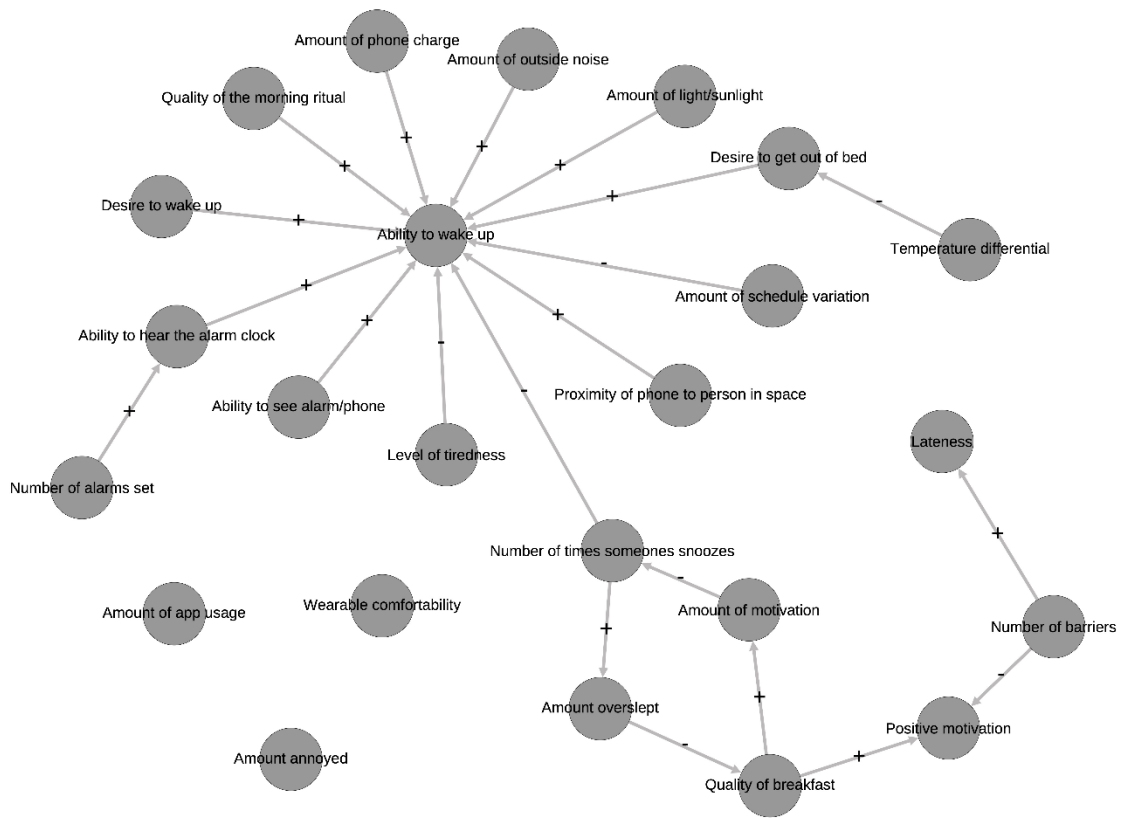 Amount of phone charge
Amount of outside noise
Quality of the morning ritual
Amount of light/sunlight
+
+
Desire to get out of bed
+
+
+
-
Desire to wake up
+
Ability to wake up
Temperature differential
-
+
Amount of schedule variation
+
+
Ability to hear the alarm clock
-
-
Proximity of phone to person in space
Ability to see alarm/phone
+
Lateness
Level of tiredness
Number of alarms set
+
Number of times someones snoozes
-
Wearable comfortability
Amount of app usage
Amount of motivation
+
Number of barriers
-
+
Amount overslept
Positive motivation
-
+
Amount annoyed
Quality of breakfast